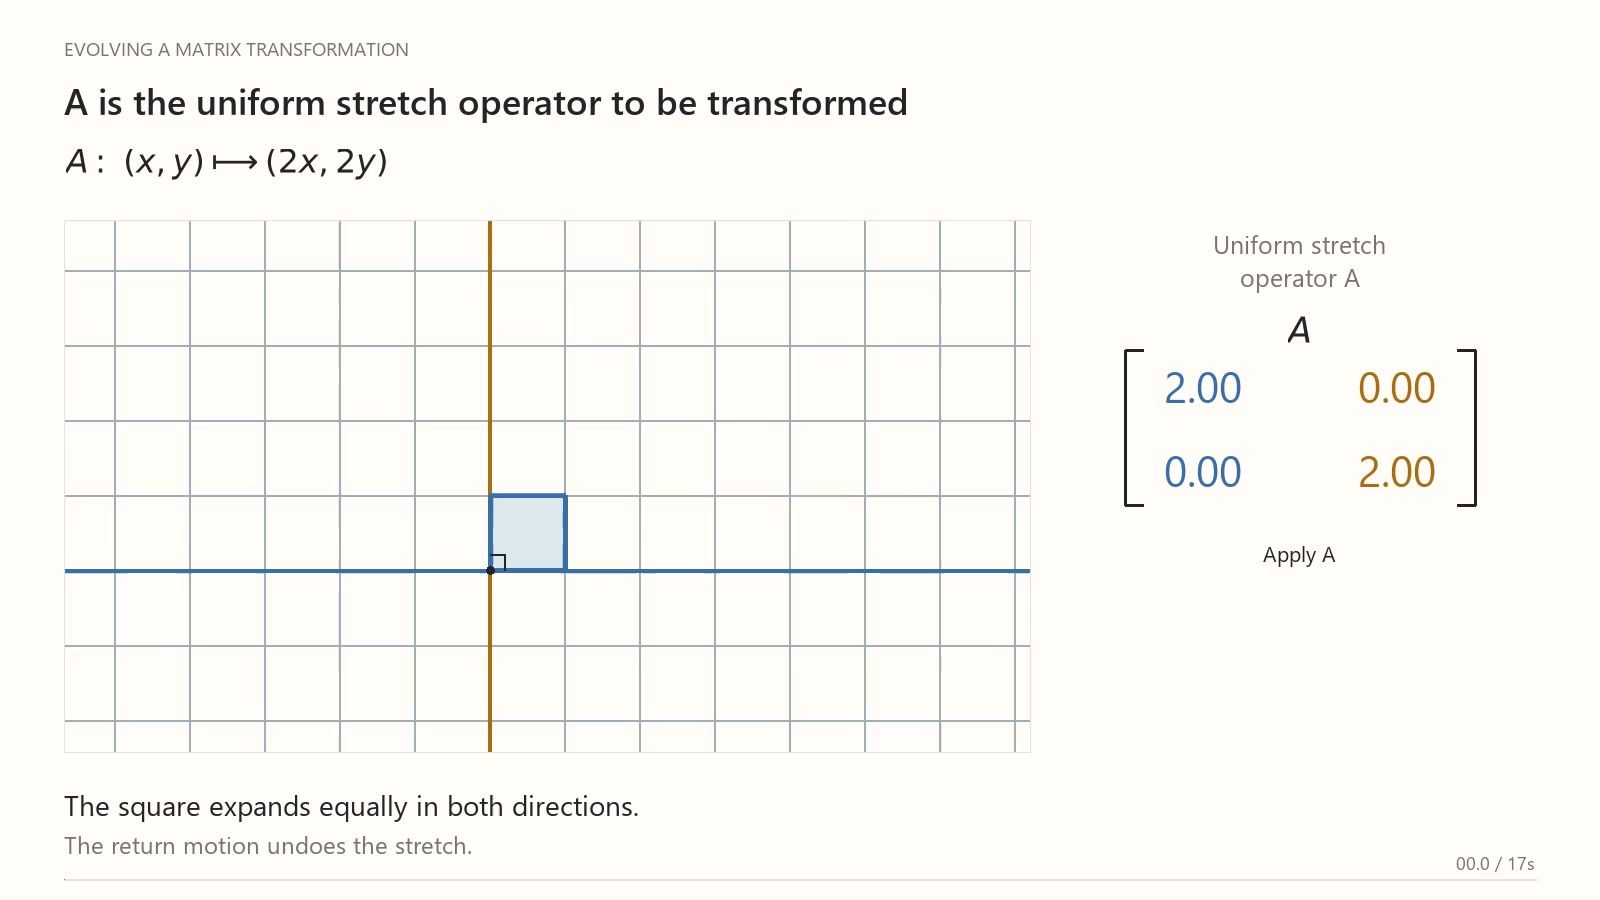 EVOLVING A MATRIX TRANSFORMATION
A is the uniform stretch operator to be transformed
A : (x, y) ⟼ (2x, 2y)
Uniform stretch
operator A
A
2.00 0.00
0.00 2.00
Apply A
The square expands equally in both directions.
The return motion undoes the stretch.
00.0 / 17s